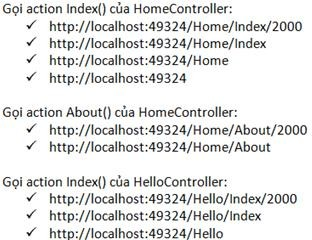 Gọi action Index() của HomeController:
✓ http://localhost:49324/Home/Index/2000
✓ http://localhost:49324/Home/Index
✓ http://localhost:49324/Home
✓ http://localhost:49324
Gọi action About() của HomeController:
✓ http://localhost:49324/Home/About/2000
✓ http://localhost:49324/Home/About
Gọi action Index() của HelloController:
✓ http://localhost:49324/Hello/Index/2000
✓ http://localhost:49324/Hello/Index
✓ http://localhost:49324/Hello